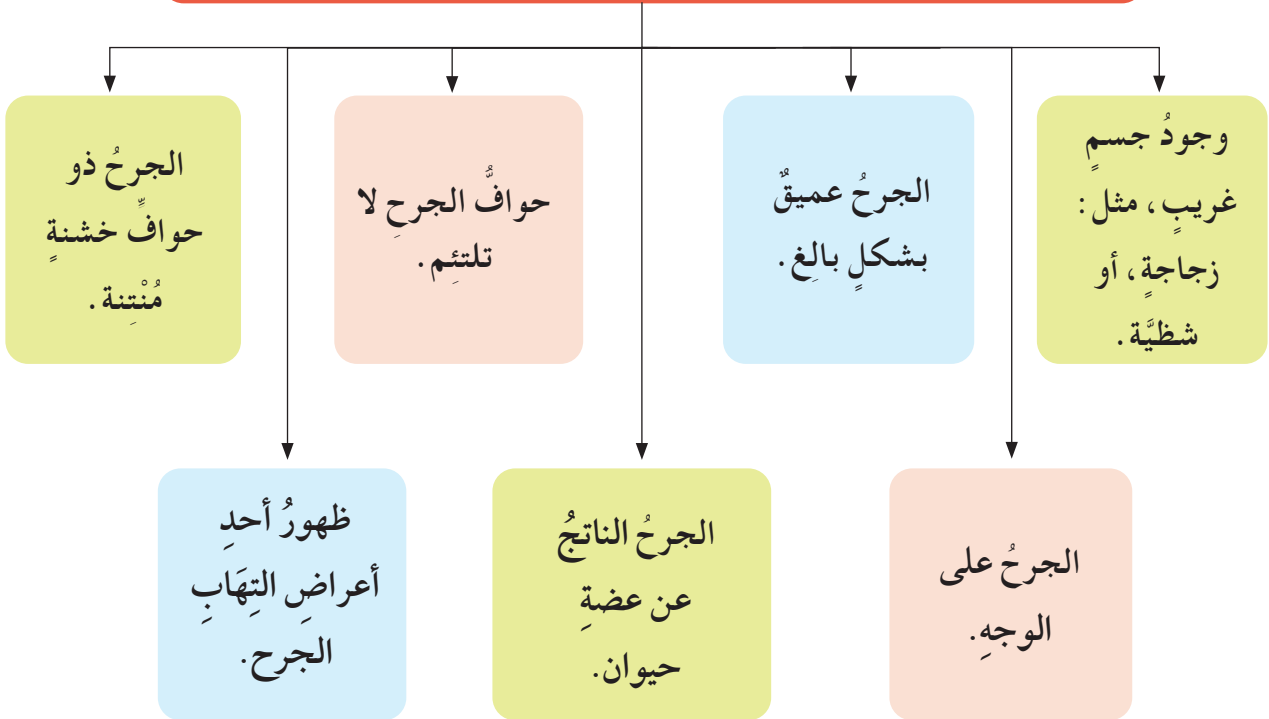 وجودُ جسمٍ
غريبٍ، مثل:
زجاجةٍ، أو
شظيَّة.
الجرحُ عميقٌ
بشكلٍ بالِغ.
حوافُّ الجرحِ لا
تلتئِم.
الجرحُ ذو
حوافٍّ خشنةٍ
مُنْتِنة.
الجرحُ على
الوجهِ.
الجرحُ الناتجُ
عن عضةِ
حيوان.
ظهورُ أحدِ
أعراضِ التِهَابِ
الجرح.